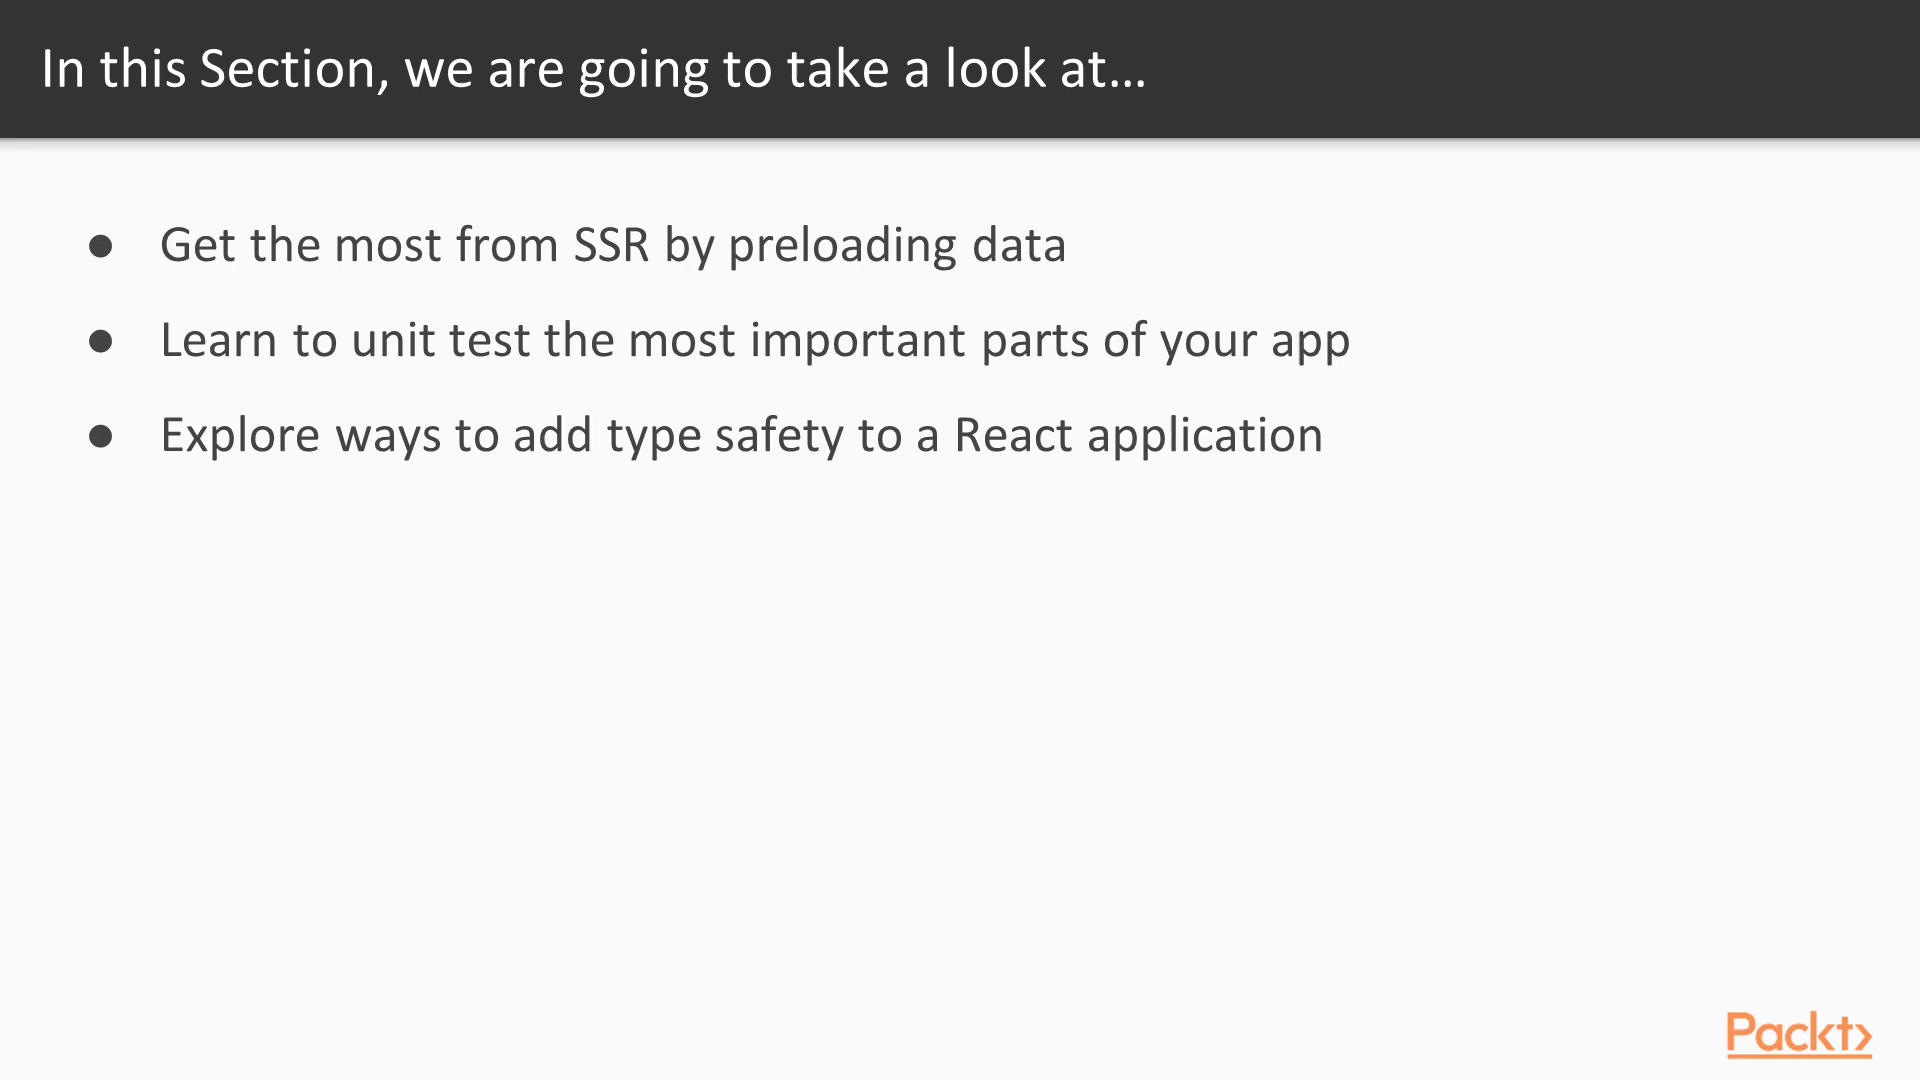 In this Section, we are going to take a look at…
● Get the most from SSR by preloading data
● Learn to unit test the most important parts of your app
● Explore ways to add type safety to a React application
Packt>